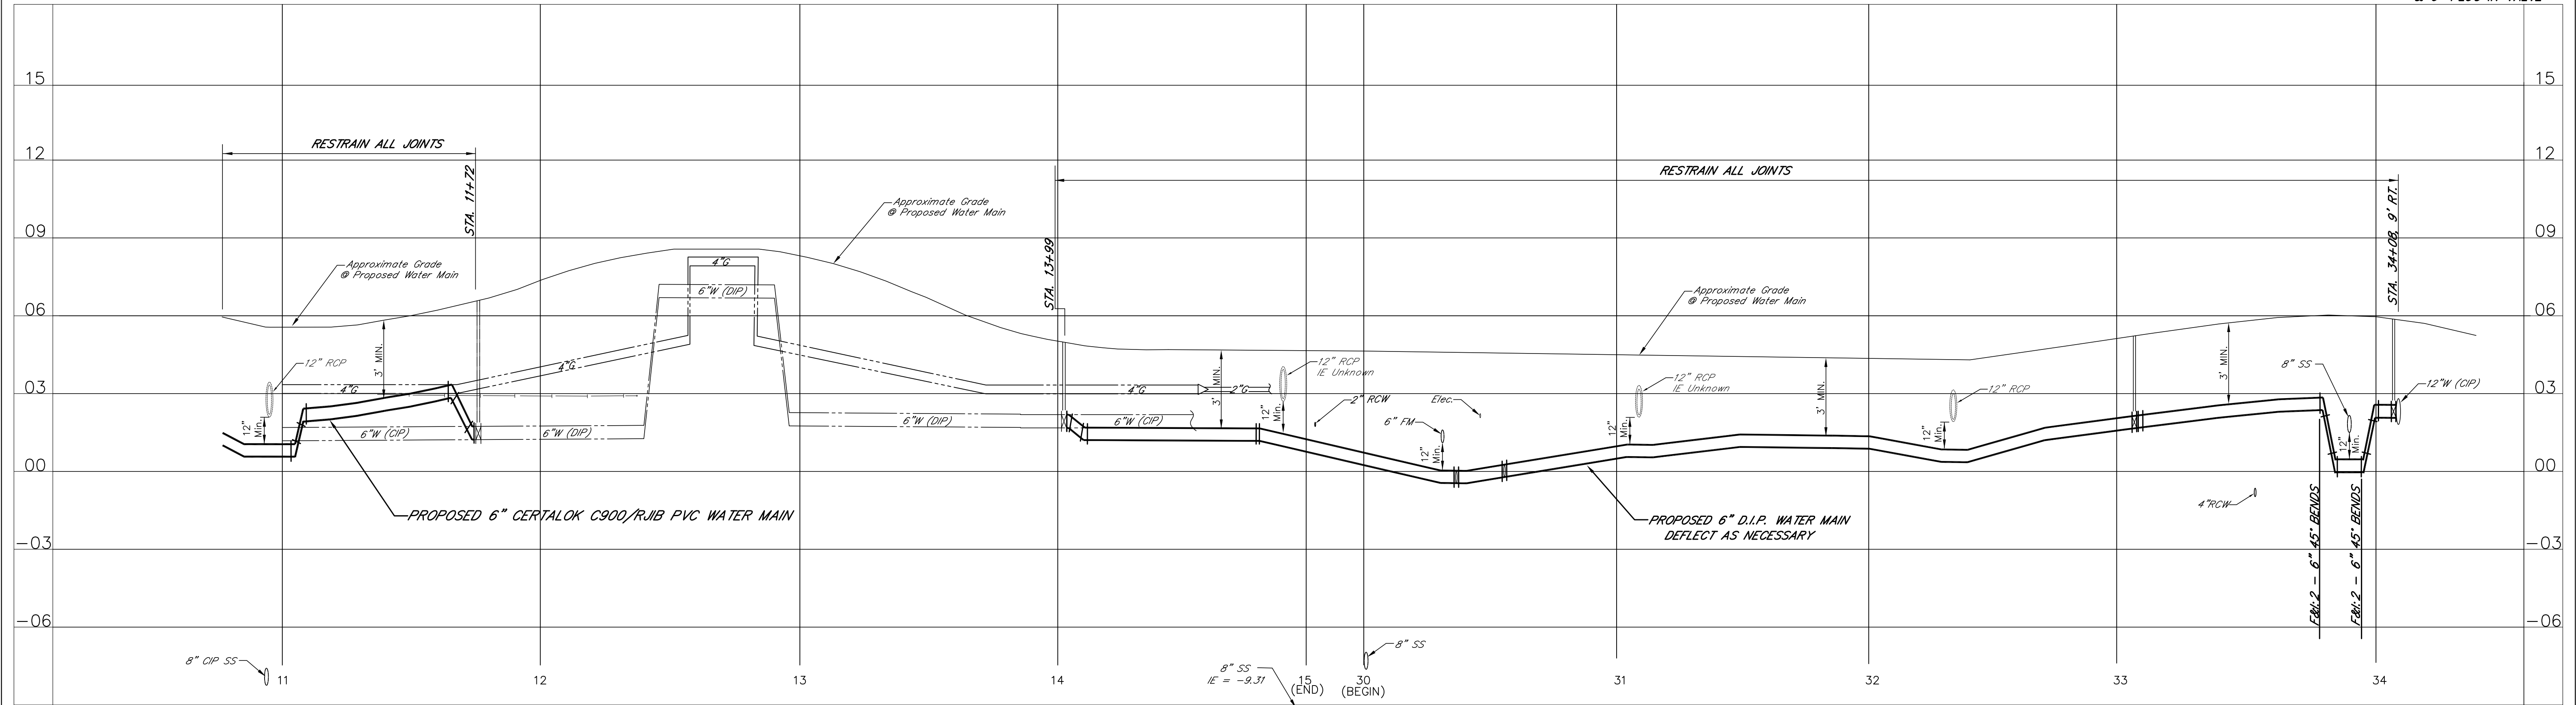 15
15
12
12
09
09
06
06
03
03
00
00
-03
-03
-06
-06
RESTRAIN ALL JOINTS
STA. 11+72
Approximate Grade
@ Proposed Water Main
12" RCP
3' MIN.
12"
Min.
4"G
6"W (CIP)
6"W (DIP)
4"G
4"G
6"W (DIP)
PROPOSED 6" CERTALOK C900/RJIB PVC WATER MAIN
8" CIP SS
Approximate Grade
@ Proposed Water Main
6"W (DIP)
4"G
2"G
6"W (CIP)
STA. 13+99
RESTRAIN ALL JOINTS
3' MIN.
12"
Min.
12" RCP
IE Unknown
2" RCW
6" FM
12"
Min.
Elec.
8" SS
IE = -9.31
8" SS
Approximate Grade
@ Proposed Water Main
12" RCP
IE Unknown
12"
Min.
3' MIN.
12"
Min.
12" RCP
PROPOSED 6" D.I.P. WATER MAIN
DEFLECT AS NECESSARY
3' MIN.
8" SS
12"
Min.
12"W (CIP)
4"RCW
STA. 34+08, 9' RT.
F&I: 2 - 6" 45° BENDS
F&I: 2 - 6" 45° BENDS
11
12
13
14
15
(END)
30
(BEGIN)
31
32
33
34